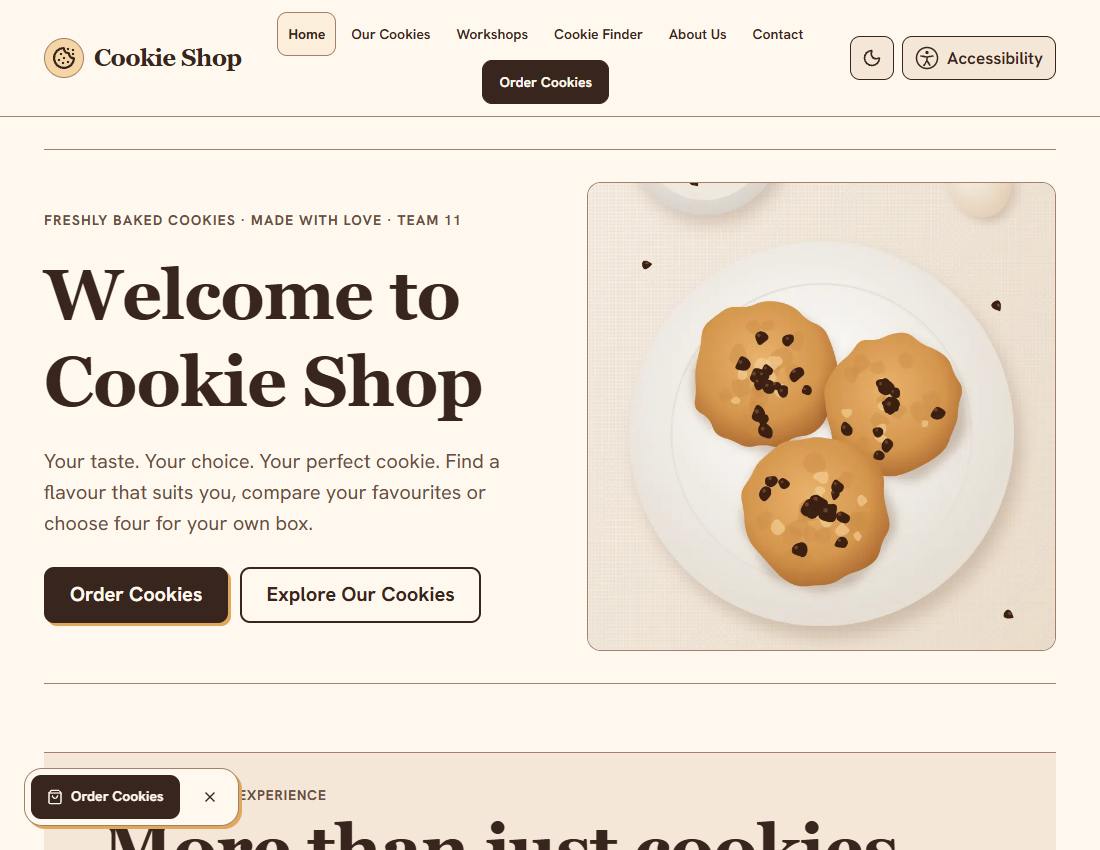 Cookie Shop
Home
Our Cookies
Workshops
Cookie Finder
About Us
Contact
Order Cookies
Accessibility
FRESHLY BAKED COOKIES · MADE WITH LOVE · TEAM 11
Welcome to
Cookie Shop
Your taste. Your choice. Your perfect cookie. Find a
flavour that suits you, compare your favourites or
choose four for your own box.
Order Cookies
Explore Our Cookies
EXPERIENCE
More than just cookies
Order Cookies